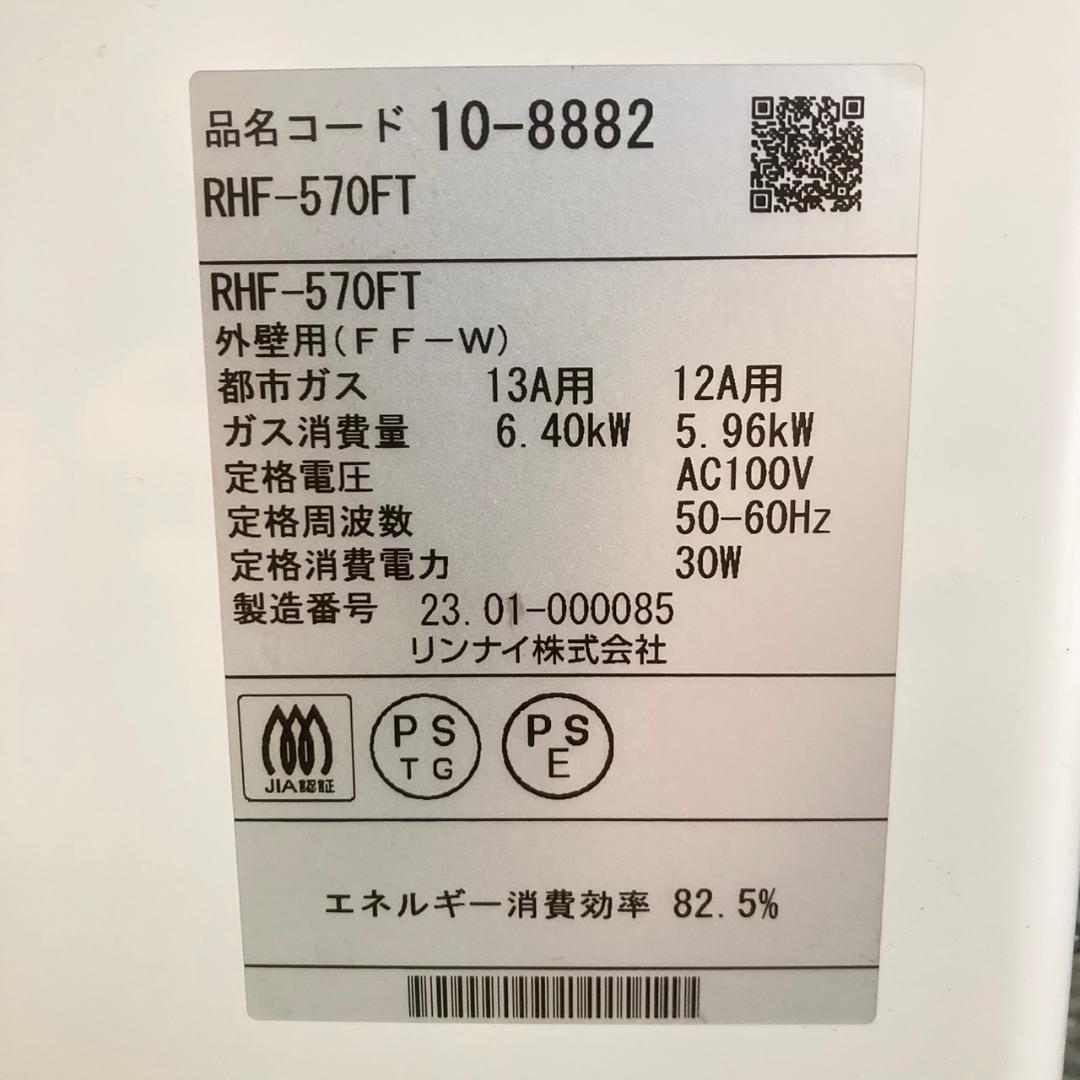 品名コード 10-8882
RHF-570FT
RHF-570FT
外壁用(FF-W)
都市ガス 13A用 12A用
ガス消費量 6.40kW 5.96kW
定格電圧 AC100V
定格周波数 50-60Hz
定格消費電力 30W
製造番号 23.01-000085
リンナイ株式会社
JIA認証
PS TG
PS E
エネルギー消費効率 82.5%